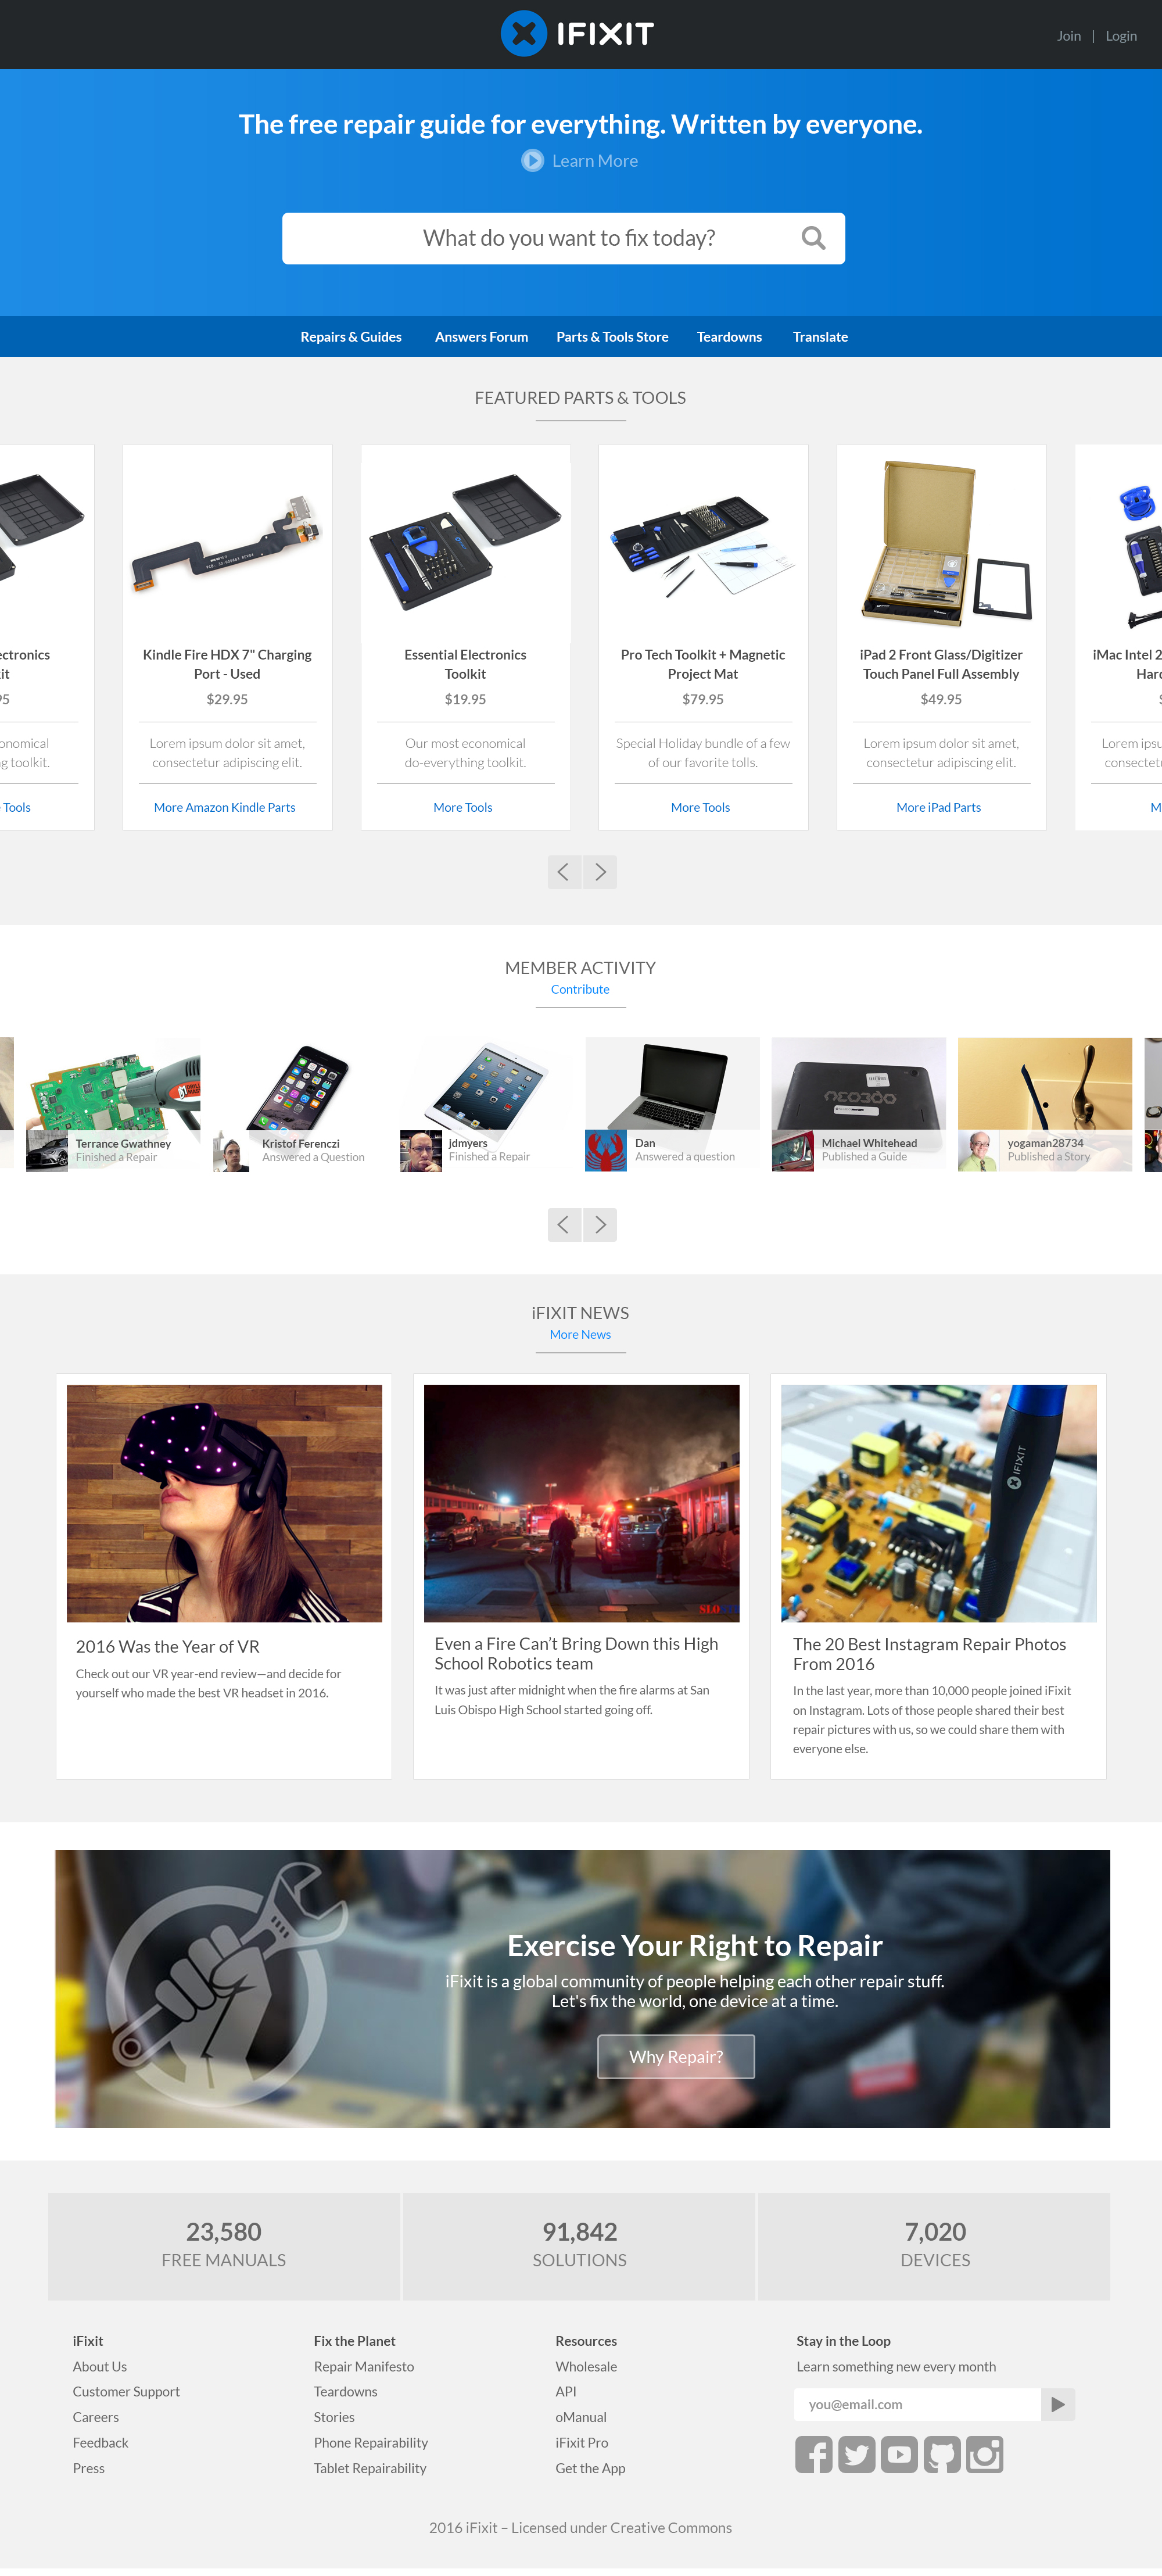 IFIXIT
Join | Login
The free repair guide for everything. Written by everyone.
Learn More
What do you want to fix today?
Repairs & Guides Answers Forum Parts & Tools Store Teardowns Translate
FEATURED PARTS & TOOLS
ectronics
it
95
onomical
g toolkit.
Tools
Kindle Fire HDX 7" Charging
Port - Used
$29.95
Lorem ipsum dolor sit amet,
consectetur adipiscing elit.
More Amazon Kindle Parts
Essential Electronics
Toolkit
$19.95
Our most economical
do-everything toolkit.
More Tools
Pro Tech Toolkit + Magnetic
Project Mat
$79.95
Special Holiday bundle of a few
of our favorite tolls.
More Tools
iPad 2 Front Glass/Digitizer
Touch Panel Full Assembly
$49.95
Lorem ipsum dolor sit amet,
consectetur adipiscing elit.
More iPad Parts
iMac Intel 2
Hard
$
Lorem ipsu
consectetu
M
MEMBER ACTIVITY
Contribute
Terrance Gwathney
Finished a Repair
Kristof Ferenczi
Answered a Question
jdmyers
Finished a Repair
Dan
Answered a question
neo300
Michael Whitehead
Published a Guide
yogaman28734
Published a Story
iFIXIT NEWS
More News
2016 Was the Year of VR
Check out our VR year-end review—and decide for
yourself who made the best VR headset in 2016.
SLO
Even a Fire Can’t Bring Down this High
School Robotics team
It was just after midnight when the fire alarms at San
Luis Obispo High School started going off.
IFIXIT
The 20 Best Instagram Repair Photos
From 2016
In the last year, more than 10,000 people joined iFixit
on Instagram. Lots of those people shared their best
repair pictures with us, so we could share them with
everyone else.
Exercise Your Right to Repair
iFixit is a global community of people helping each other repair stuff.
Let's fix the world, one device at a time.
Why Repair?
23,580
FREE MANUALS
91,842
SOLUTIONS
7,020
DEVICES
iFixit
About Us
Customer Support
Careers
Feedback
Press
Fix the Planet
Repair Manifesto
Teardowns
Stories
Phone Repairability
Tablet Repairability
Resources
Wholesale
API
oManual
iFixit Pro
Get the App
Stay in the Loop
Learn something new every month
you@email.com
2016 iFixit – Licensed under Creative Commons